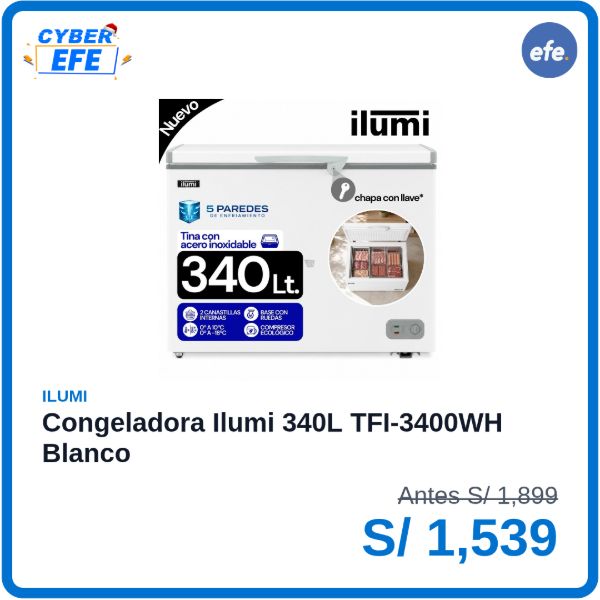 CYBER
EFE
efe.
Nuevo
ilumi
ilumi
chapa con llave*
5 PAREDES
DE ENFRIAMIENTO
Tina con
acero inoxidable
340 Lt.
2 CANASTILLAS
INTERNAS
BASE CON
RUEDAS
0° A 10°C
0° A -18°C
COMPRESOR
ECOLÓGICO
ILUMI
Congeladora Ilumi 340L TFI-3400WH
Blanco
Antes S/ 1,899
S/ 1,539